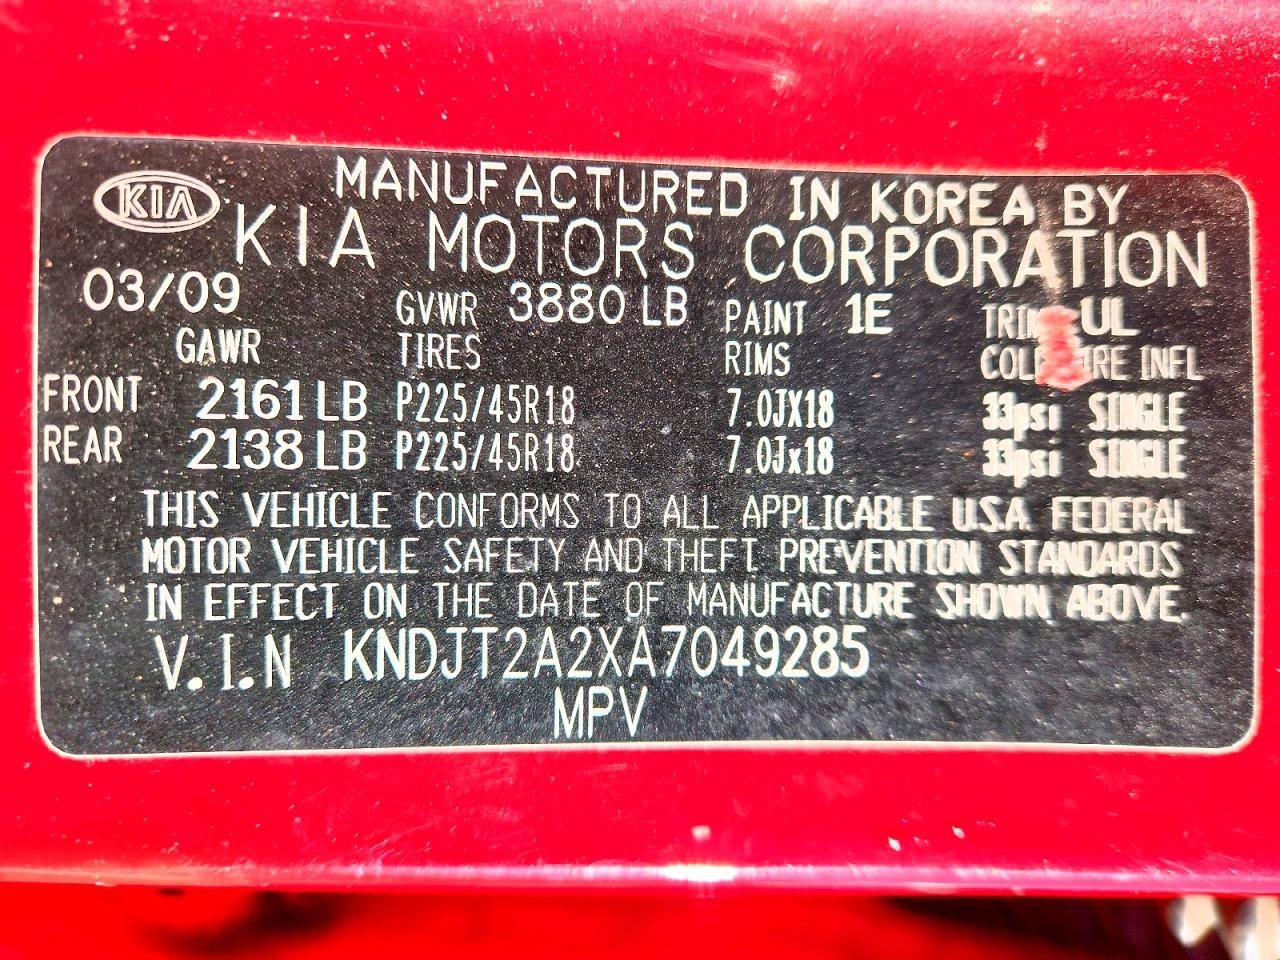 KIA
MANUFACTURED IN KOREA BY
KIA MOTORS CORPORATION
03/09 GVWR 3880 LB PAINT 1E UL
GAWR TIRES RIMS INFL
FRONT 2161 LB P225/45R18 7.0JX18 33psi SINGLE
REAR 2138 LB P225/45R18 7.0Jx18 33psi SINGLE
THIS VEHICLE CONFORMS TO ALL APPLICABLE U.S.A. FEDERAL
MOTOR VEHICLE SAFETY AND THEFT PREVENTION STANDARDS
IN EFFECT ON THE DATE OF MANUFACTURE SHOWN ABOVE.
V.I.N KNDJT2A2XA7049285
MPV